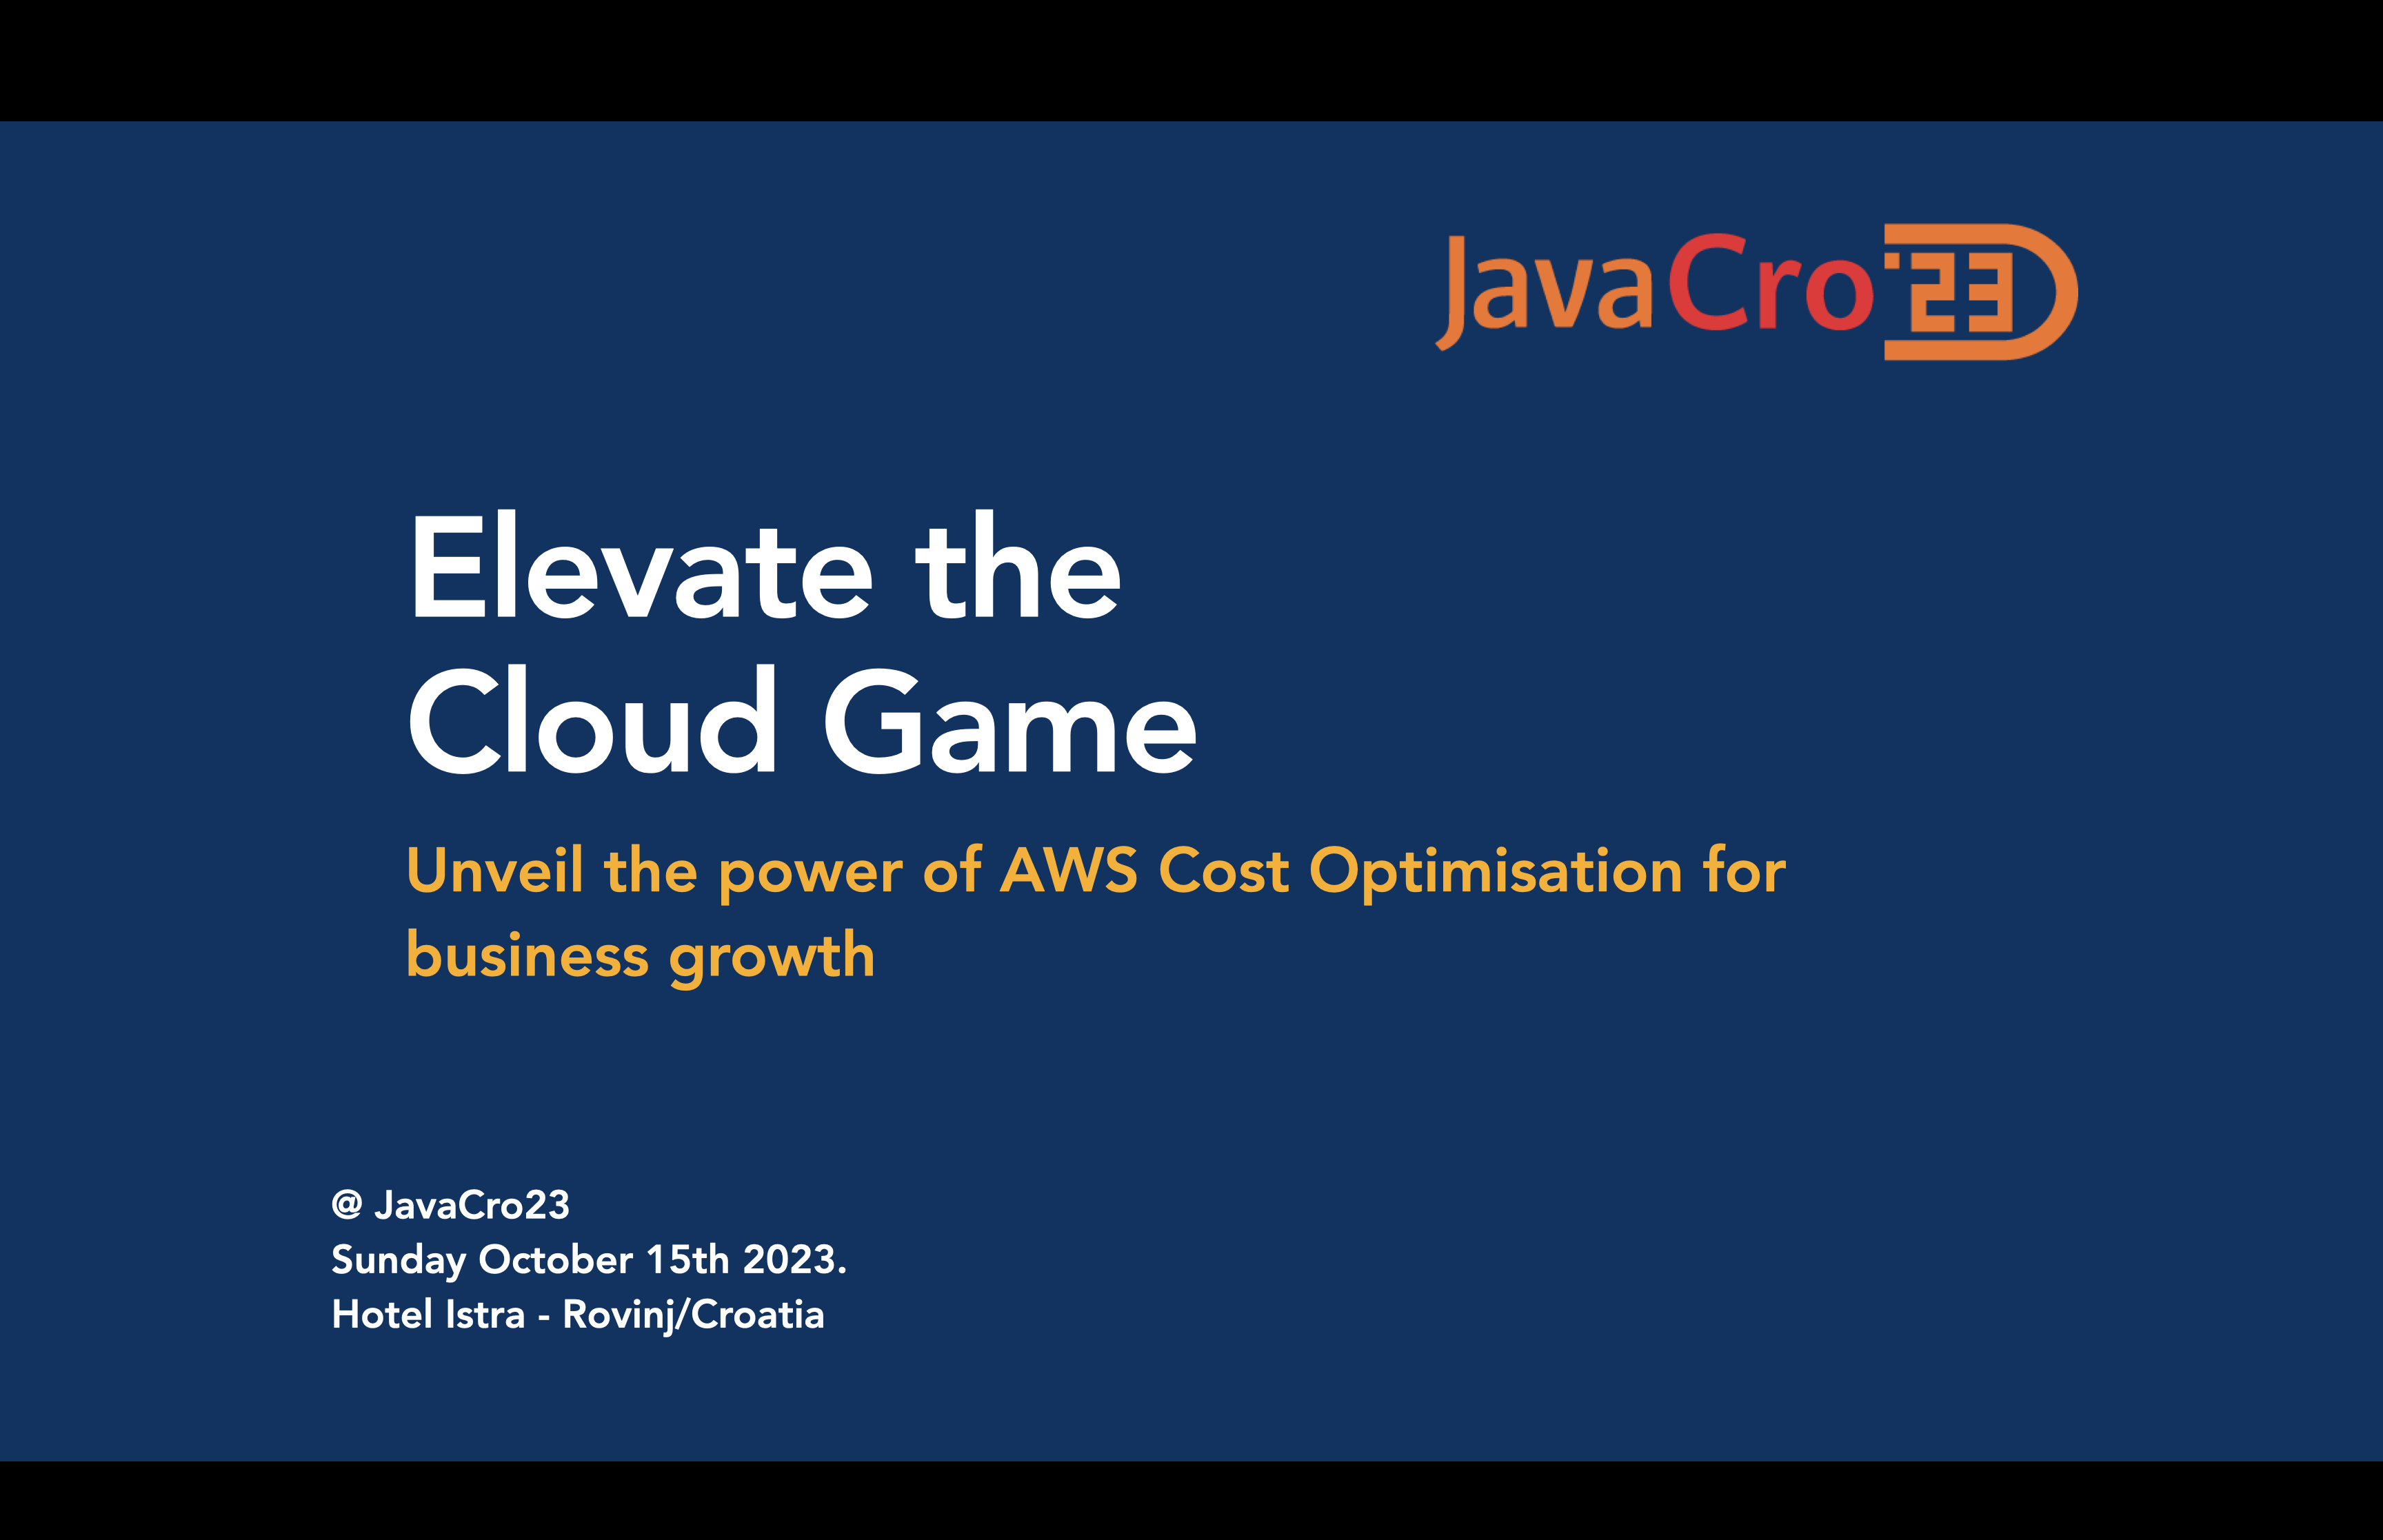 JavaCro'23
Elevate the
Cloud Game
Unveil the power of AWS Cost Optimisation for
business growth
@ JavaCro23
Sunday October 15th 2023.
Hotel Istra - Rovinj/Croatia